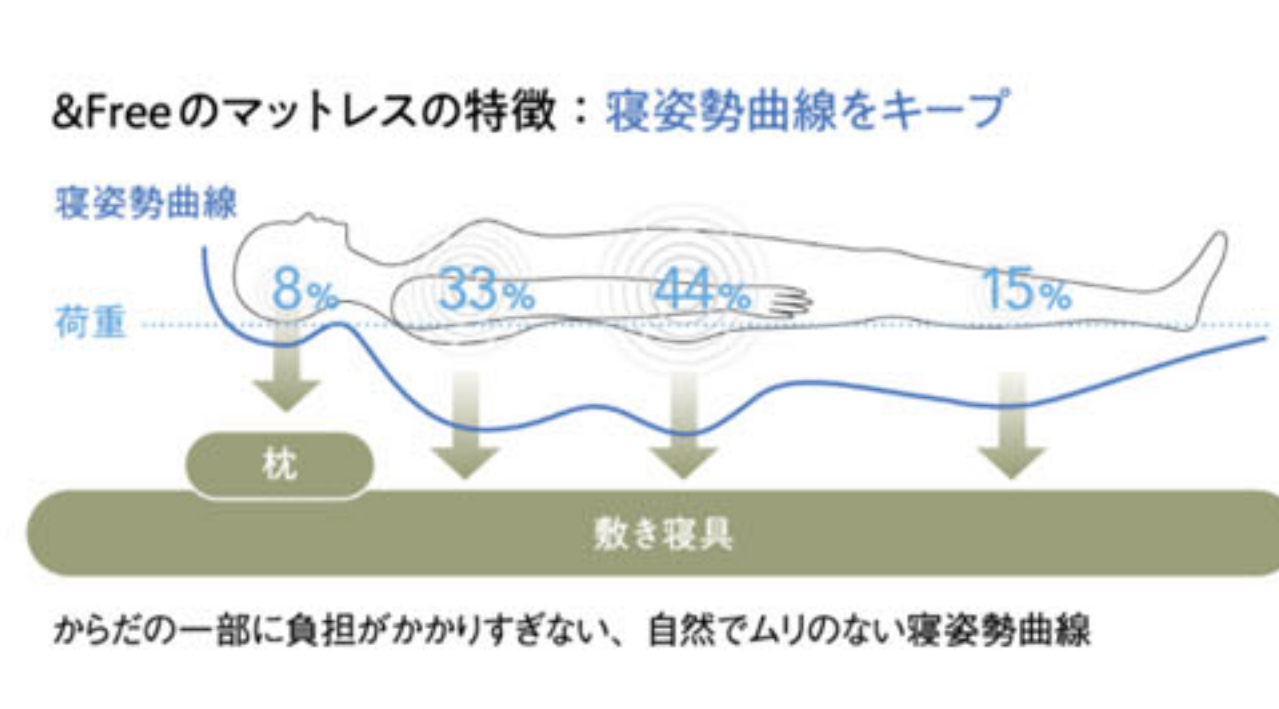 &Freeのマットレスの特徴：寝姿勢曲線をキープ
寝姿勢曲線
8% 33% 44% 15%
荷重
枕
敷き寝具
からだの一部に負担がかかりすぎない、自然でムリのない寝姿勢曲線